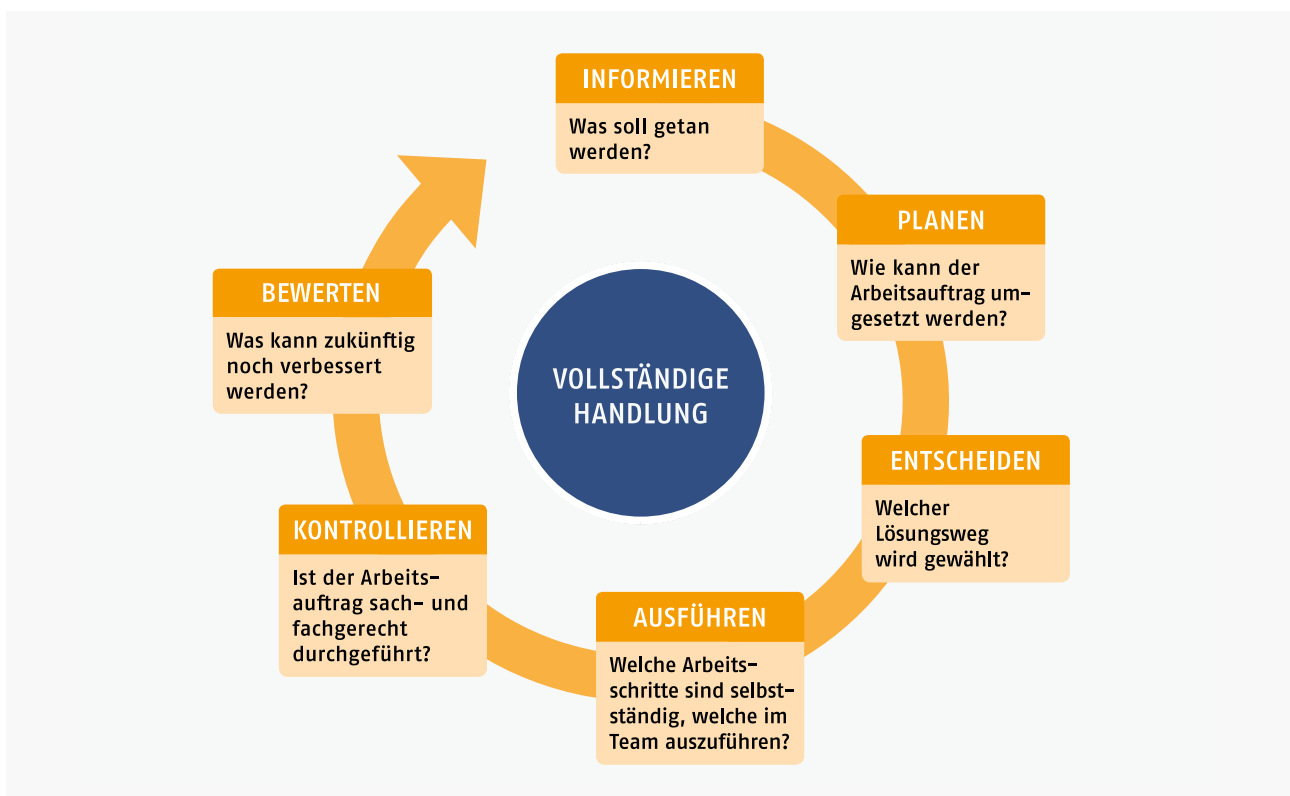 INFORMIEREN
Was soll getan
werden?
PLANEN
Wie kann der
Arbeitsauftrag um-
gesetzt werden?
ENTSCHEIDEN
Welcher
Lösungsweg
wird gewählt?
AUSFÜHREN
Welche Arbeits-
schritte sind selbst-
ständig, welche im
Team auszuführen?
KONTROLLIEREN
Ist der Arbeits-
auftrag sach- und
fachgerecht
durchgeführt?
BEWERTEN
Was kann zukünftig
noch verbessert
werden?
VOLLSTÄNDIGE
HANDLUNG